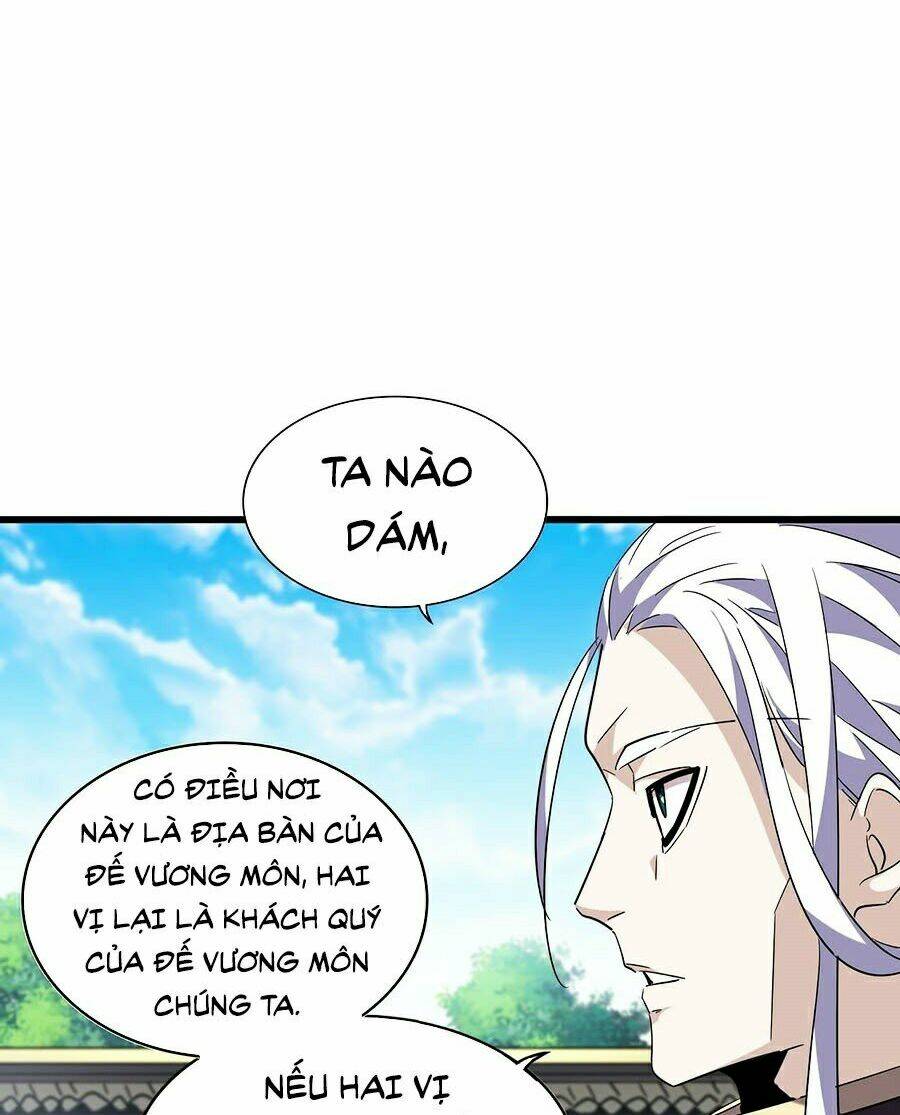 TA NÀO
DÁM,
CÓ ĐIỀU NƠI
NÀY LÀ ĐỊA BÀN CỦA
ĐẾ VƯƠNG MÔN, HAI
VỊ LẠI LÀ KHÁCH QUÝ
CỦA ĐẾ VƯƠNG MÔN
CHÚNG TA.
NẾU HAI VỊ